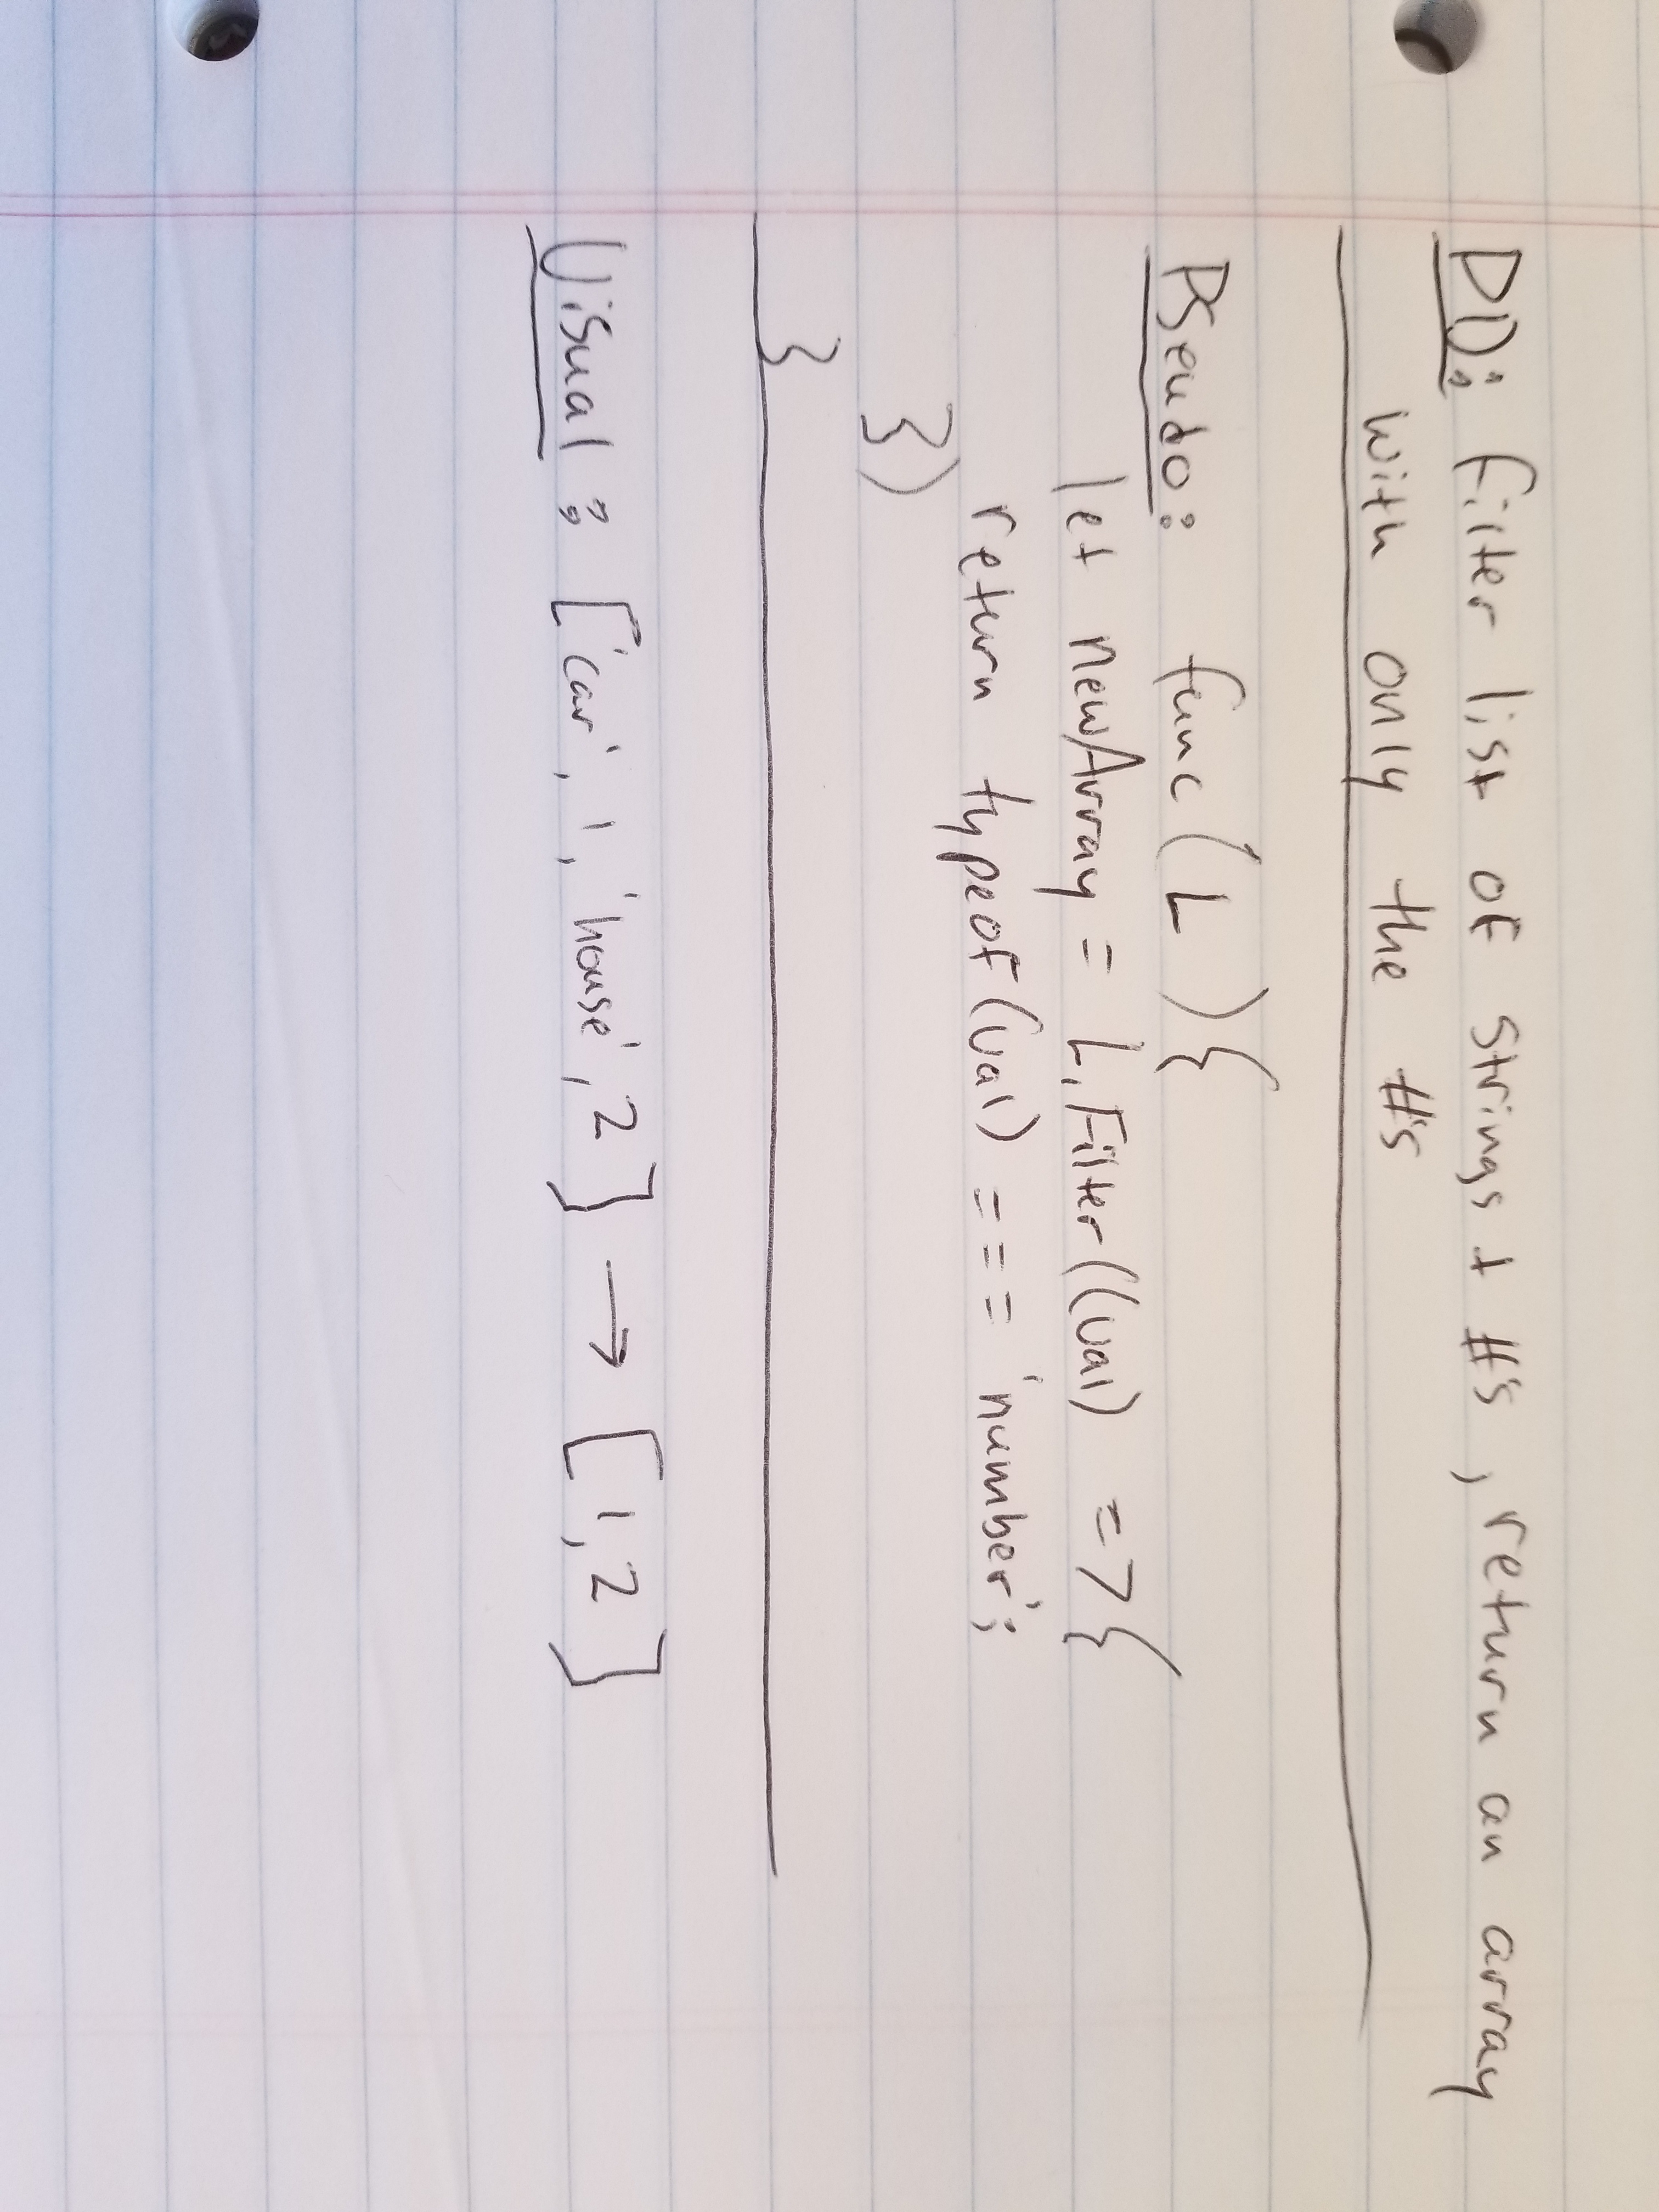 PD: filter list of strings + #'s, return an array
with only the #'s
Pseudo: func(L){
let newArray = L.Filter((val) => {
return typeof(val) === 'number';
})
}
Visual: ['car', 1, 'house', 2] → [1, 2]